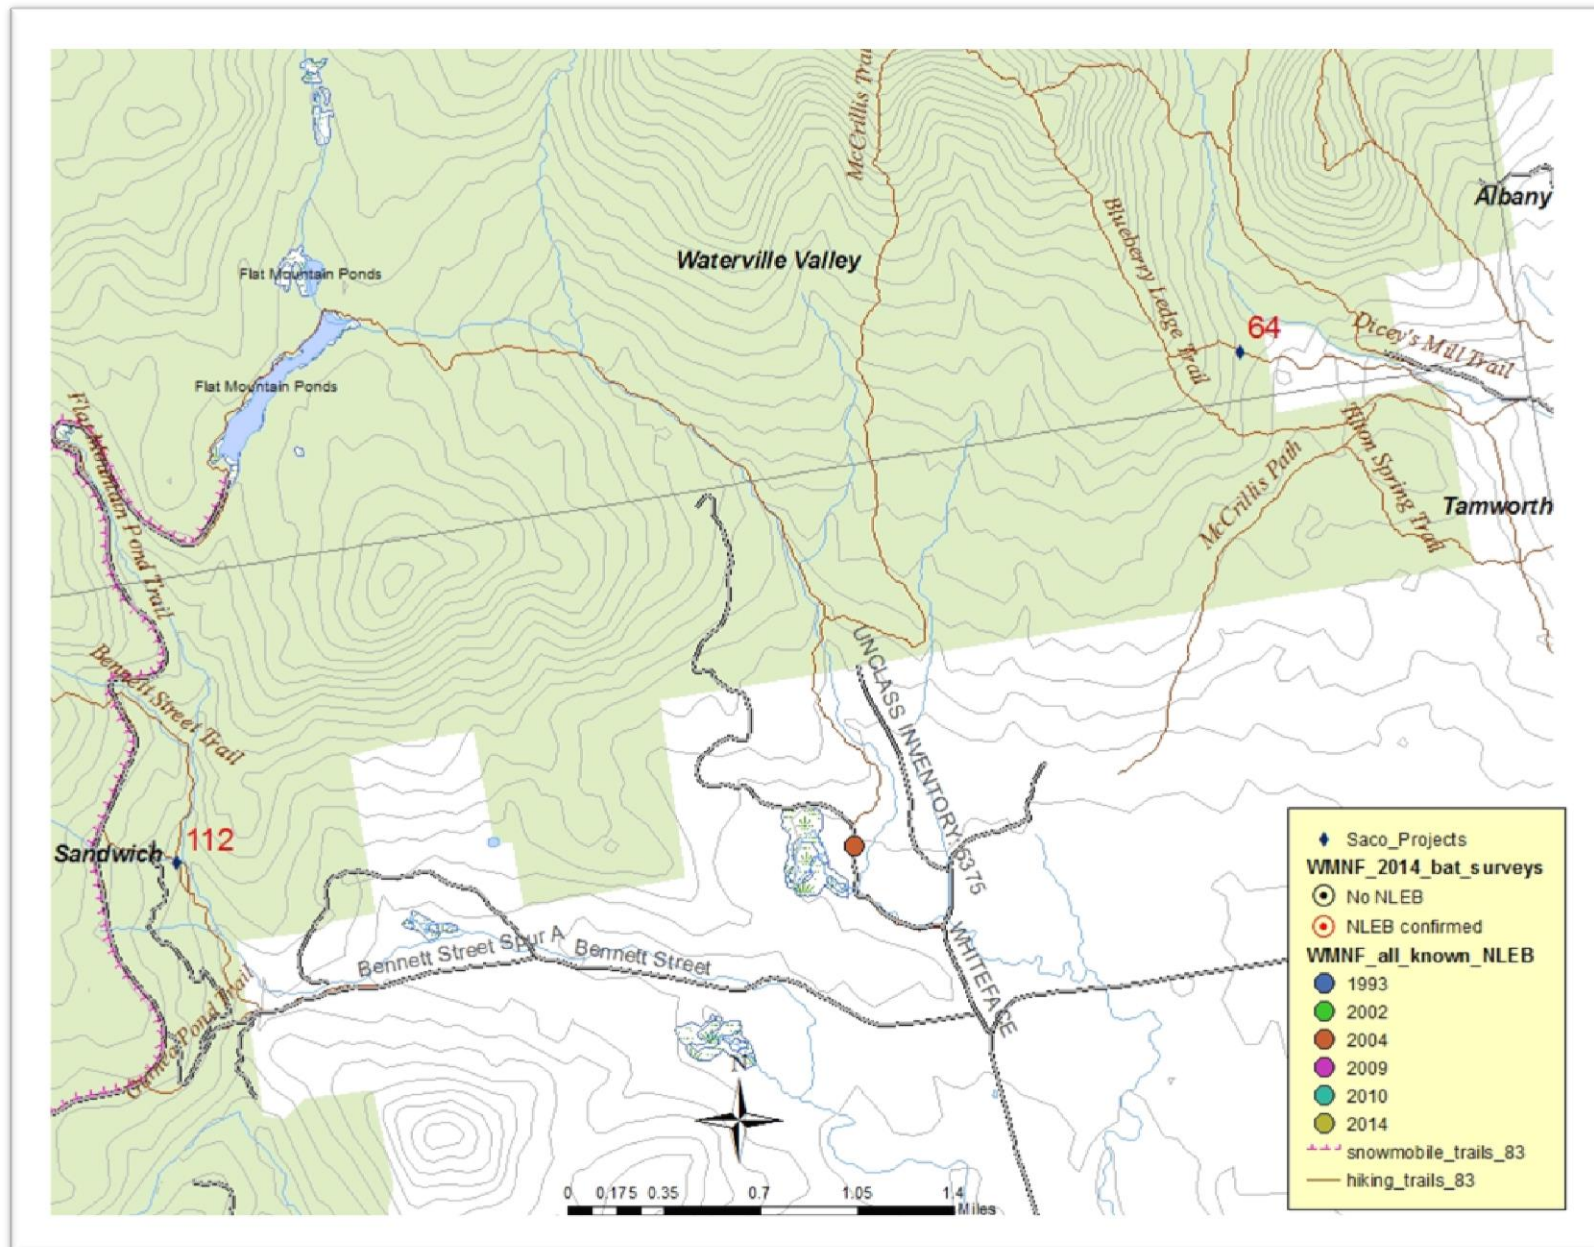 McCrillis Trai
Albany
Blueberry Ledge Trail
Waterville Valley
Flat Mountain Ponds
64
Dicey's Mill Trail
Flat Mountain Ponds
Flat Mountain Pond Trail
McCrillis Path
Tamworth
Bennett Street Trail
UNCLASS INVENTORY 6375
112
Sandwich
WHITEFACE
Bennett Street Spur A
Bennett Street
Guinea Pond Trail
N
0 0.175 0.35 0.7 1.05 1.4
Miles
Saco_Projects
WMNF_2014_bat_surveys
No NLEB
NLEB confirmed
WMNF_all_known_NLEB
1993
2002
2004
2009
2010
2014
snowmobile_trails_83
hiking_trails_83